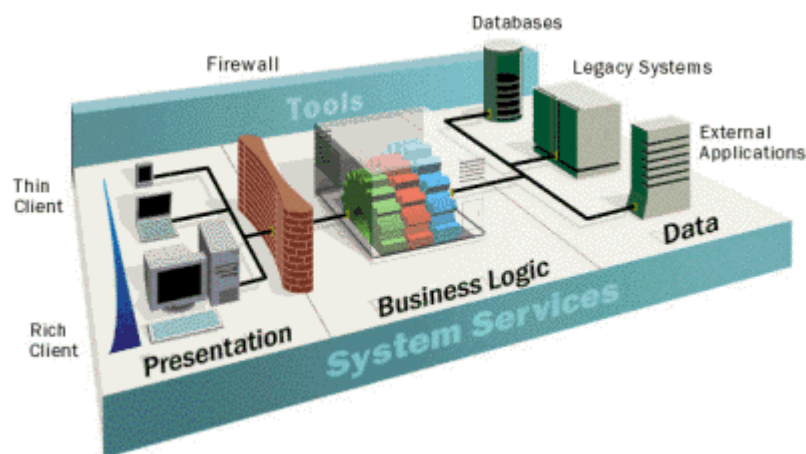 Databases
Firewall
Legacy Systems
Tools
External
Applications
Thin
Client
Data
Business Logic
System Services
Rich
Client
Presentation